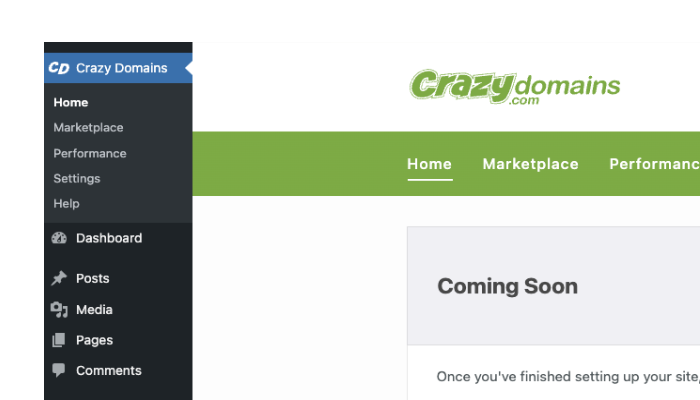 CD Crazy Domains
Home
Marketplace
Performance
Settings
Help
Dashboard
Posts
Media
Pages
Comments
Crazydomains
.com
Home Marketplace Performanc
Coming Soon
Once you've finished setting up your site,